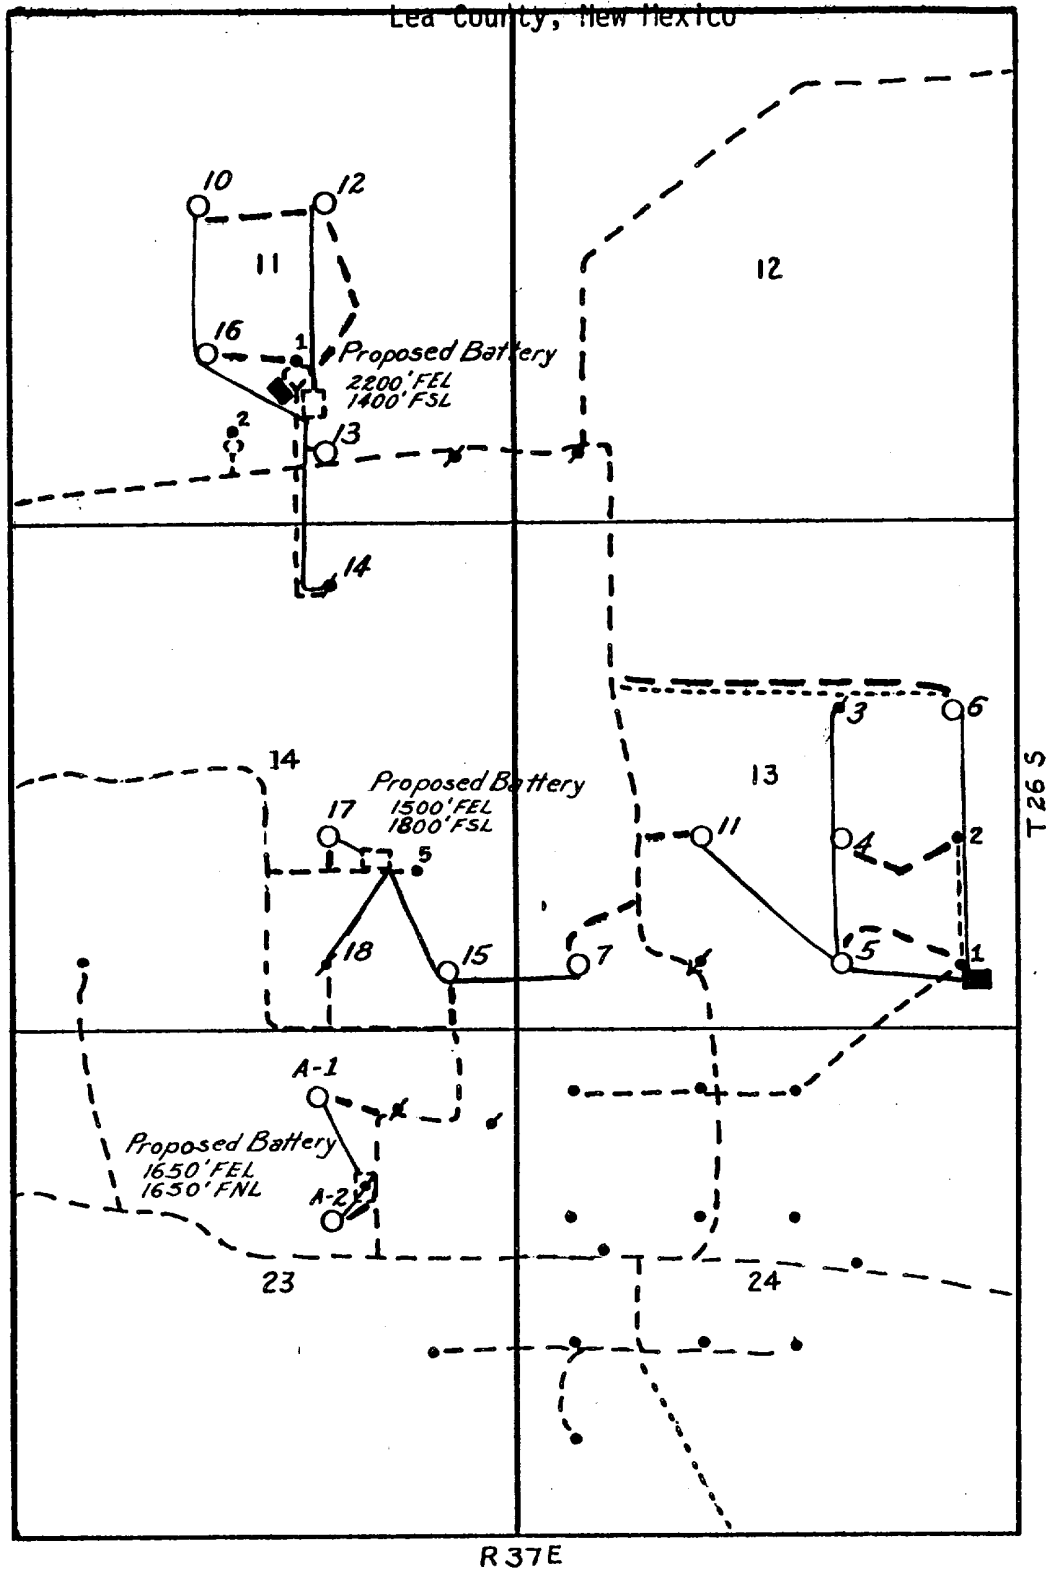 Lea County, New Mexico
10
12
11
12
16
1
Proposed Battery
2200' FEL
1400' FSL
2
13
14
3
6
14
13
T 26 S
Proposed Battery
1500' FEL
1800' FSL
17
11
4
2
5
18
15
7
5
1
A-1
Proposed Battery
1650' FEL
1650' FNL
A-2
23
24
R 37E